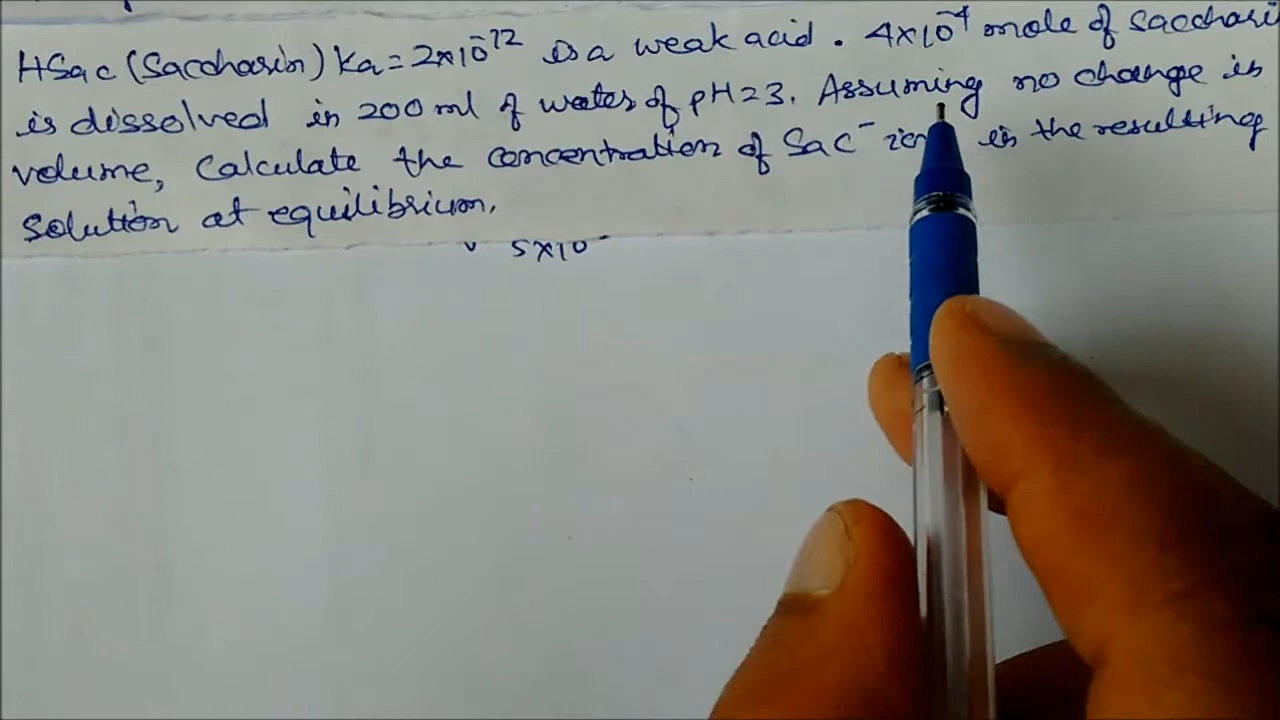 HSac (Saccharin) Ka = 2×10⁻¹² is a weak acid. 4×10⁻⁴ mole of sacchari
is dissolved in 200 ml of water of pH = 3. Assuming no change is
volume, Calculate the concentration of Sac⁻ ion is the resulting
solution at equilibrium,
5×10